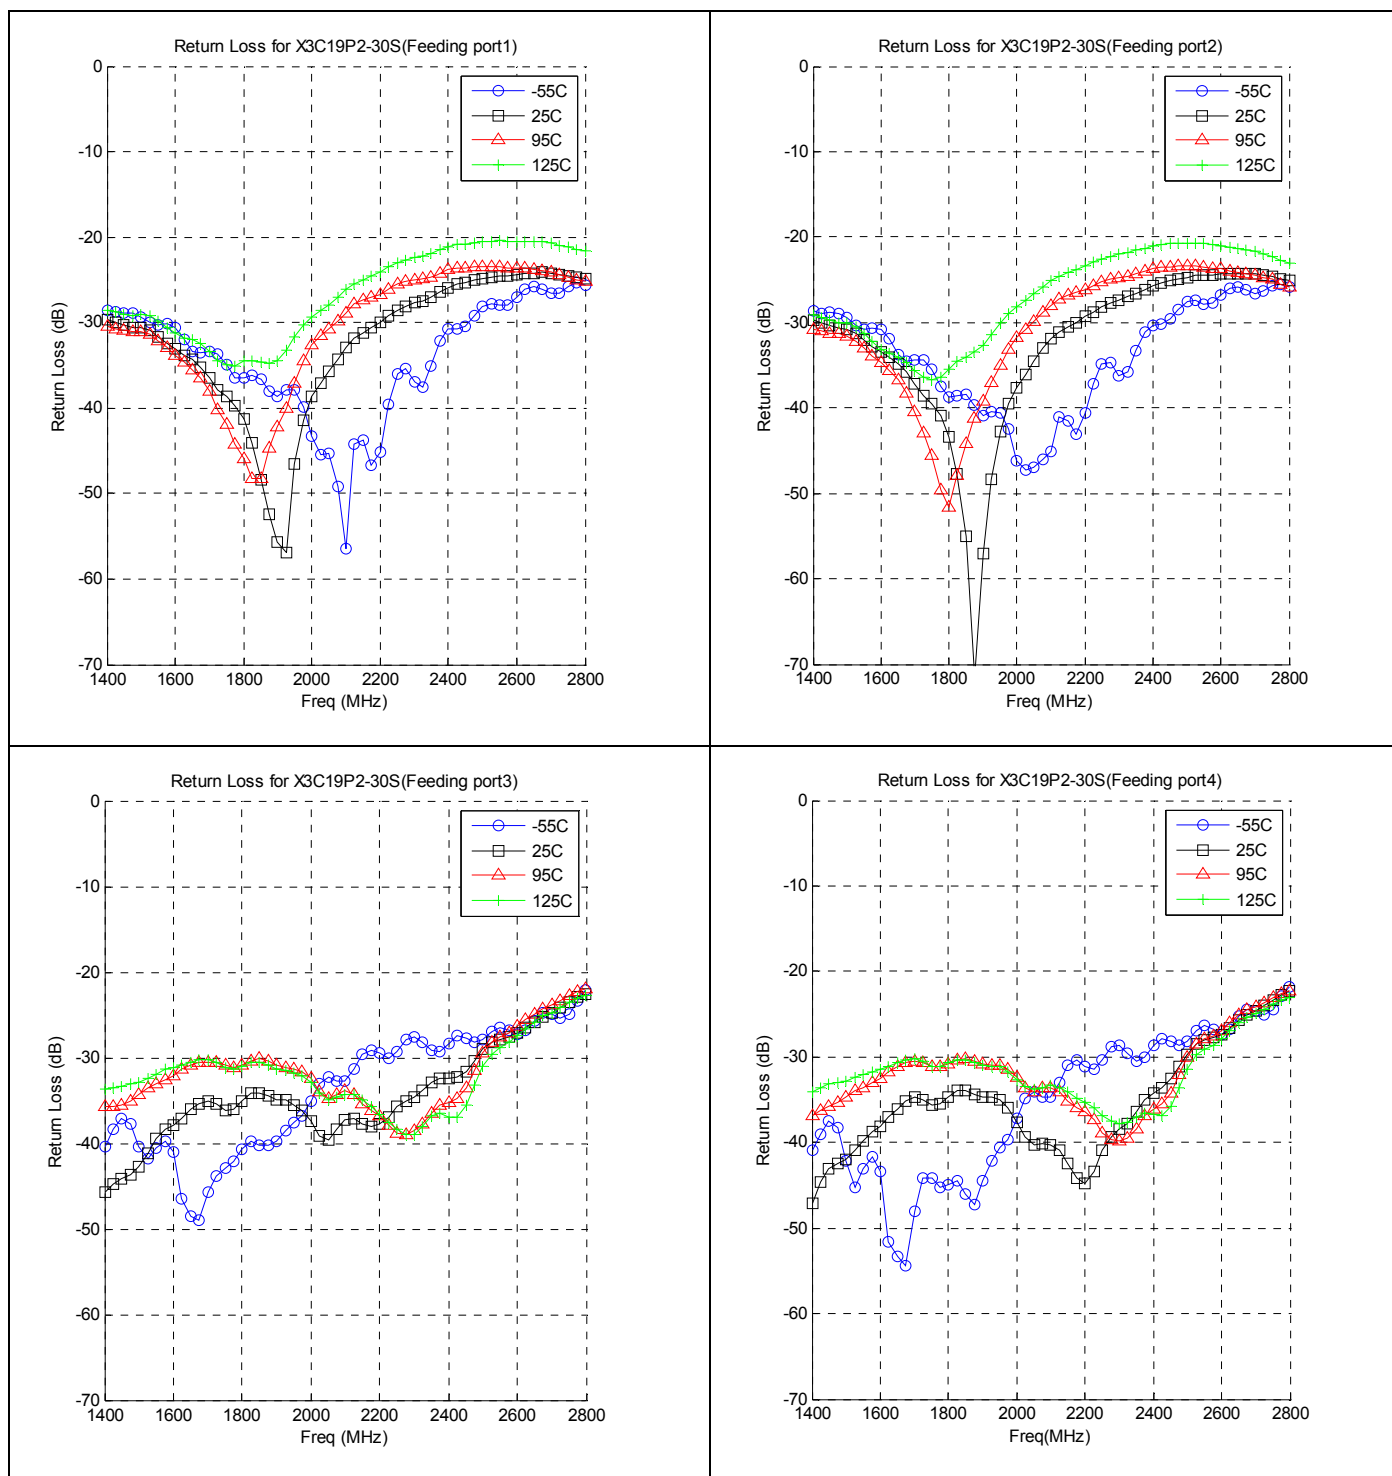 Return Loss for X3C19P2-30S(Feeding port1)
0
-10
-20
-30
-40
-50
-60
-70
Return Loss (dB)
-55C
25C
95C
125C
1400 1600 1800 2000 2200 2400 2600 2800
Freq (MHz)
Return Loss for X3C19P2-30S(Feeding port2)
0
-10
-20
-30
-40
-50
-60
-70
Return Loss (dB)
-55C
25C
95C
125C
1400 1600 1800 2000 2200 2400 2600 2800
Freq (MHz)
Return Loss for X3C19P2-30S(Feeding port3)
0
-10
-20
-30
-40
-50
-60
-70
Return Loss (dB)
-55C
25C
95C
125C
1400 1600 1800 2000 2200 2400 2600 2800
Freq (MHz)
Return Loss for X3C19P2-30S(Feeding port4)
0
-10
-20
-30
-40
-50
-60
-70
Return Loss (dB)
-55C
25C
95C
125C
1400 1600 1800 2000 2200 2400 2600 2800
Freq(MHz)